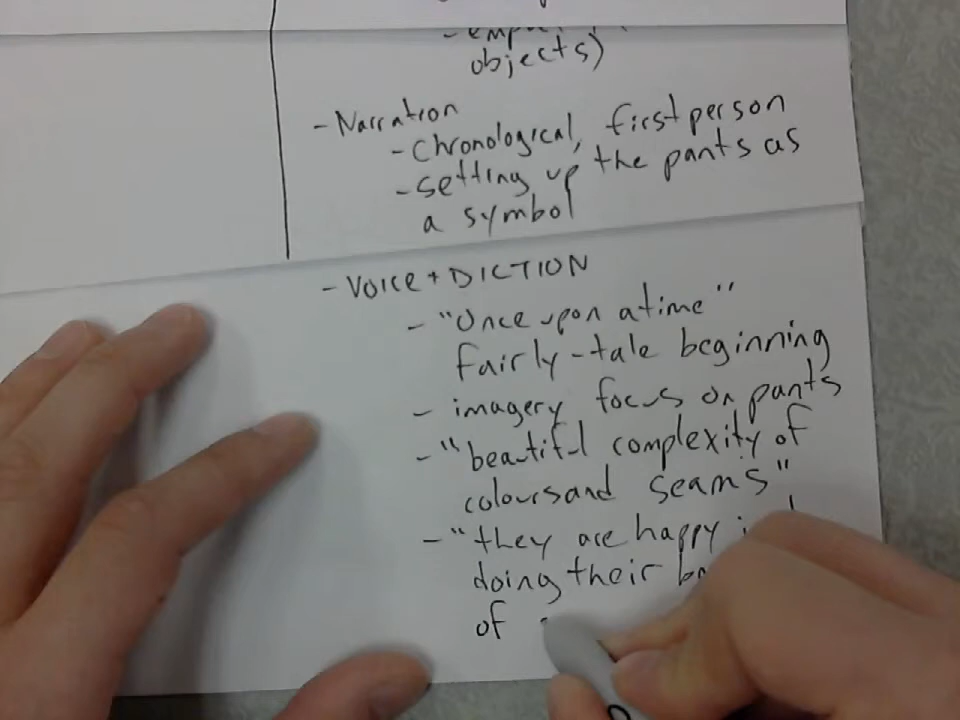 objects)
- Narration
- Chronological, first person
- setting up the pants as
a symbol
- VOICE + DICTION
- "Once upon a time"
fairly-tale beginning
- imagery focus on pants
- "beautiful complexity of
colours and seams"
- "they are happy
doing their
of